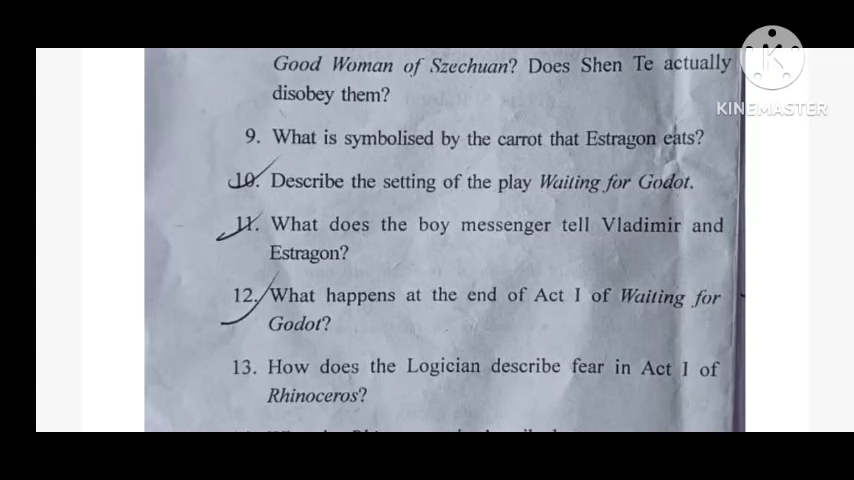 Good Woman of Szechuan? Does Shen Te actually
disobey them?
KINEMASTER
9. What is symbolised by the carrot that Estragon eats?
10. Describe the setting of the play Waiting for Godot.
11. What does the boy messenger tell Vladimir and
Estragon?
12. What happens at the end of Act I of Waiting for
Godot?
13. How does the Logician describe fear in Act I of
Rhinoceros?